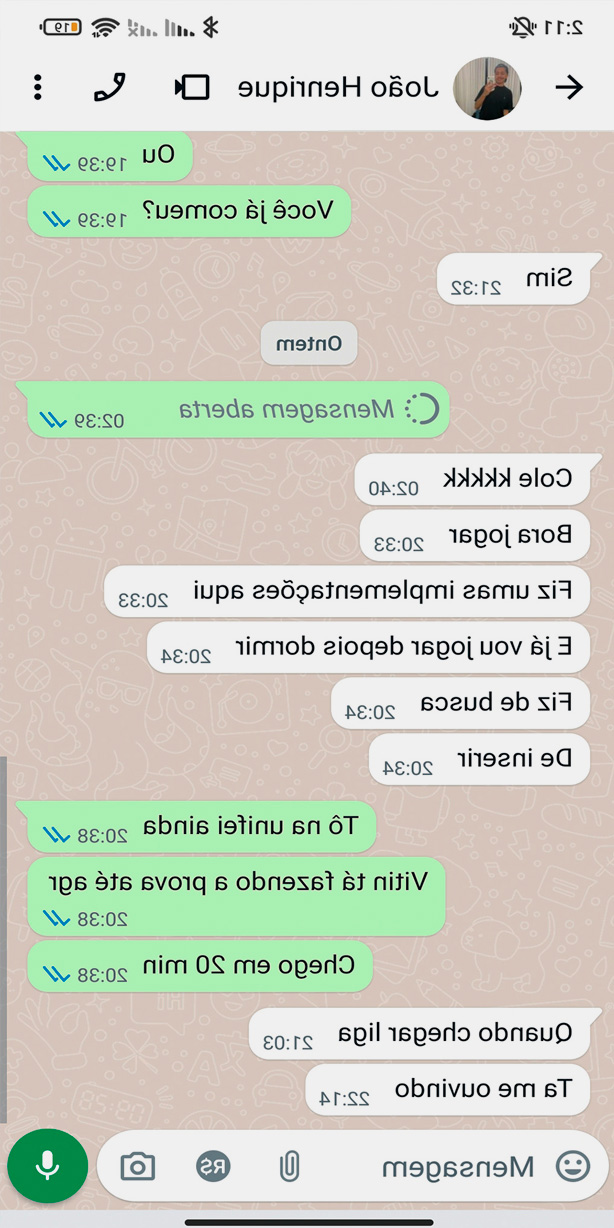 2:11
19
João Henrique
Ou 19:39
Você já comeu? 19:39
Sim 21:32
Ontem
Mensagem aberta 02:39
Cole kkkkk 02:40
Bora jogar 20:33
Fiz umas implementações aqui 20:33
E já vou jogar depois dormir 20:34
Fiz de busca 20:34
De inserir 20:34
Tô na unifei ainda 20:38
Vitin tá fazendo a prova até agr
20:38
Chego em 20 min 20:38
Quando chegar liga 21:03
Ta me ouvindo 22:14
Mensagem R$